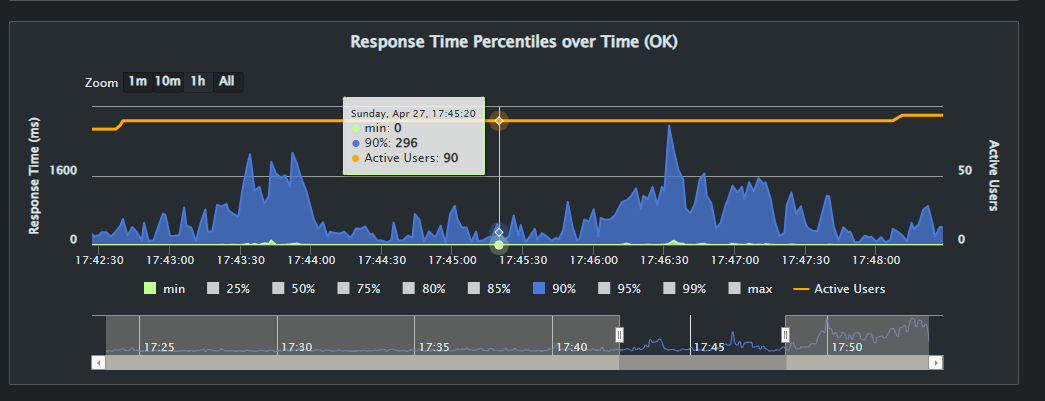 Response Time Percentiles over Time (OK)
Zoom 1m 10m 1h All
Sunday, Apr 27, 17:45:20
min: 0
90%: 296
Active Users: 90
Response Time (ms)
1600
0
Active Users
50
0
17:42:30 17:43:00 17:43:30 17:44:00 17:44:30 17:45:00 17:45:30 17:46:00 17:46:30 17:47:00 17:47:30 17:48:00
min 25% 50% 75% 80% 85% 90% 95% 99% max Active Users
17:25 17:30 17:35 17:40 17:45 17:50